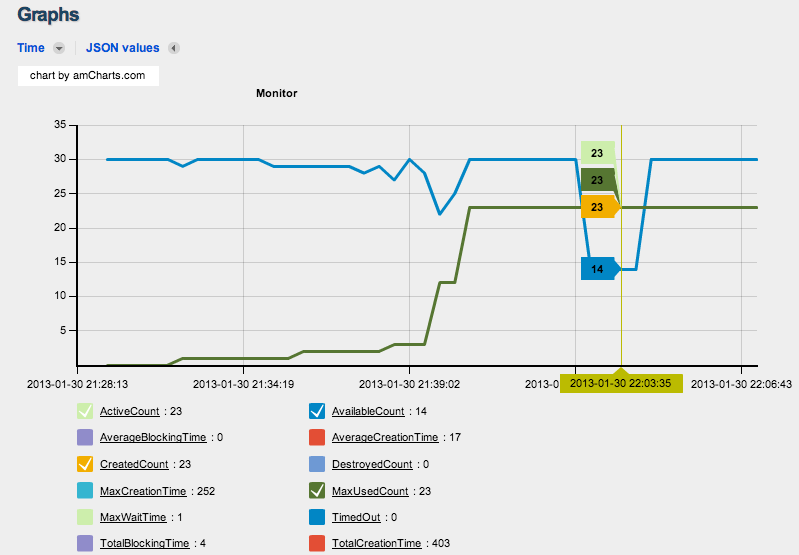 Graphs
Time JSON values
chart by amCharts.com
Monitor
35
30
25
20
15
10
5
23
23
23
14
2013-01-30 21:28:13 2013-01-30 21:34:19 2013-01-30 21:39:02 2013-0 2013-01-30 22:03:35 2013-01-30 22:06:43
ActiveCount : 23 AvailableCount : 14
AverageBlockingTime : 0 AverageCreationTime : 17
CreatedCount : 23 DestroyedCount : 0
MaxCreationTime : 252 MaxUsedCount : 23
MaxWaitTime : 1 TimedOut : 0
TotalBlockingTime : 4 TotalCreationTime : 403